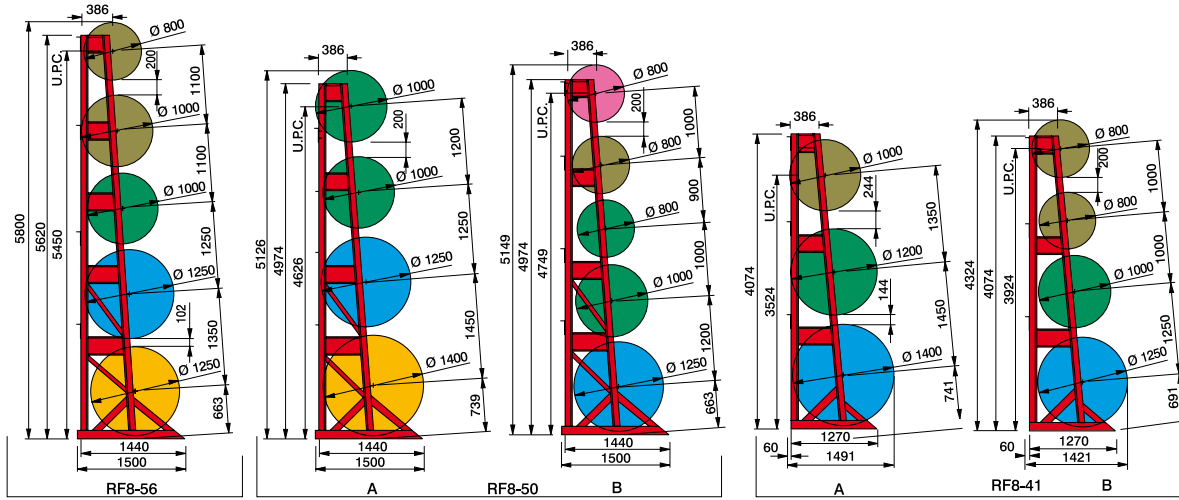 386
Ø 800
U.P.C.
200
1100
Ø 1000
1100
Ø 1000
5800
5620
5450
1250
Ø 1250
102
1350
Ø 1250
663
1440
1500
RF8-56
386
Ø 1000
U.P.C.
200
1200
Ø 1000
5126
4974
4626
1250
Ø 1250
1450
Ø 1400
739
1440
1500
A
386
Ø 800
U.P.C.
200
1000
Ø 800
900
Ø 800
5149
4974
4749
1000
Ø 1000
1200
Ø 1250
663
1440
1500
RF8-50
B
386
Ø 1000
U.P.C.
244
1350
Ø 1200
4074
3524
144
1450
Ø 1400
741
60
1270
1491
A
386
Ø 800
U.P.C.
200
1000
Ø 800
4324
4074
3924
1000
Ø 1000
1250
Ø 1250
691
60
1270
1421
RF8-41
B